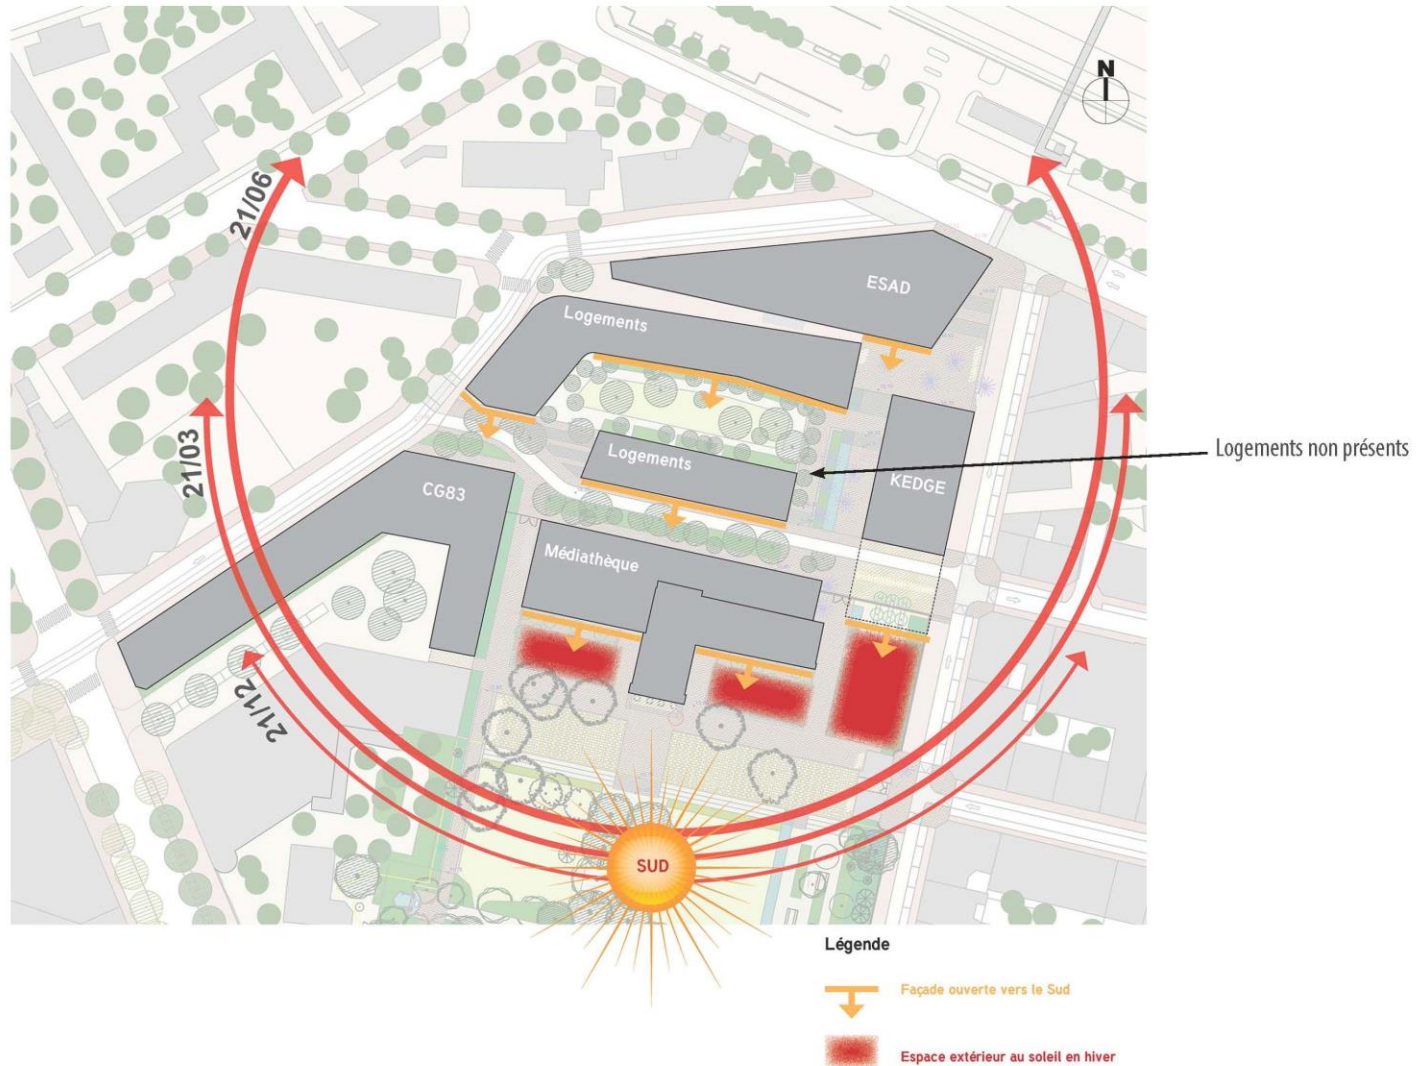 N
21/06
ESAD
Logements
21/03
Logements non présents
Logements
KEDGE
CG83
Médiathèque
21/12
SUD
Légende
Façade ouverte vers le Sud
Espace extérieur au soleil en hiver